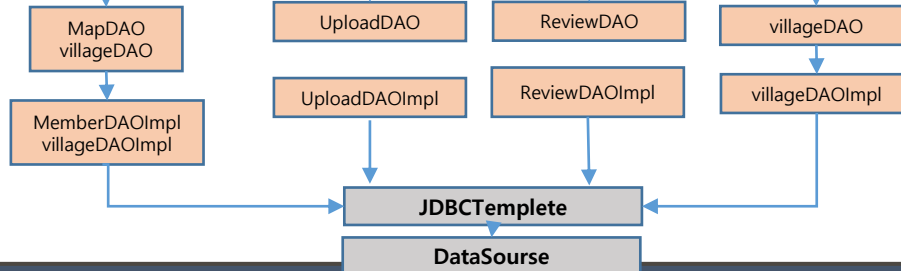 MapDAO
villageDAO
UploadDAO
ReviewDAO
villageDAO
MemberDAOImpl
villageDAOImpl
UploadDAOImpl
ReviewDAOImpl
villageDAOImpl
JDBCTemplete
DataSourse